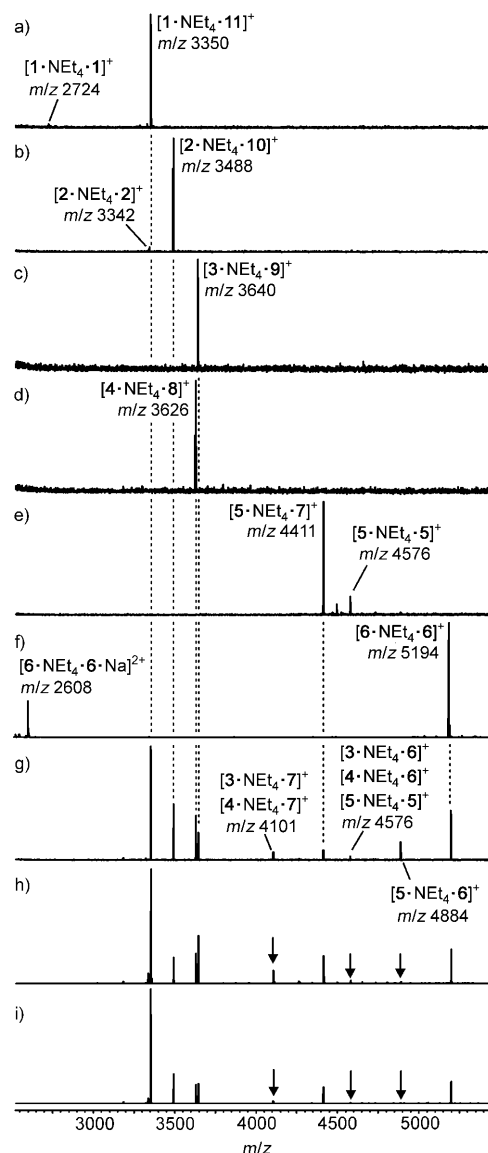 a)
[1·NEt₄·11]⁺
m/z 3350
[1·NEt₄·1]⁺
m/z 2724
b)
[2·NEt₄·10]⁺
m/z 3488
[2·NEt₄·2]⁺
m/z 3342
c)
[3·NEt₄·9]⁺
m/z 3640
d)
[4·NEt₄·8]⁺
m/z 3626
e)
[5·NEt₄·7]⁺
m/z 4411
[5·NEt₄·5]⁺
m/z 4576
f)
[6·NEt₄·6]⁺
m/z 5194
[6·NEt₄·6·Na]²⁺
m/z 2608
g)
[3·NEt₄·7]⁺
[4·NEt₄·7]⁺
m/z 4101
[3·NEt₄·6]⁺
[4·NEt₄·6]⁺
[5·NEt₄·5]⁺
m/z 4576
[5·NEt₄·6]⁺
m/z 4884
h)
i)
3000 3500 4000 4500 5000
m/z